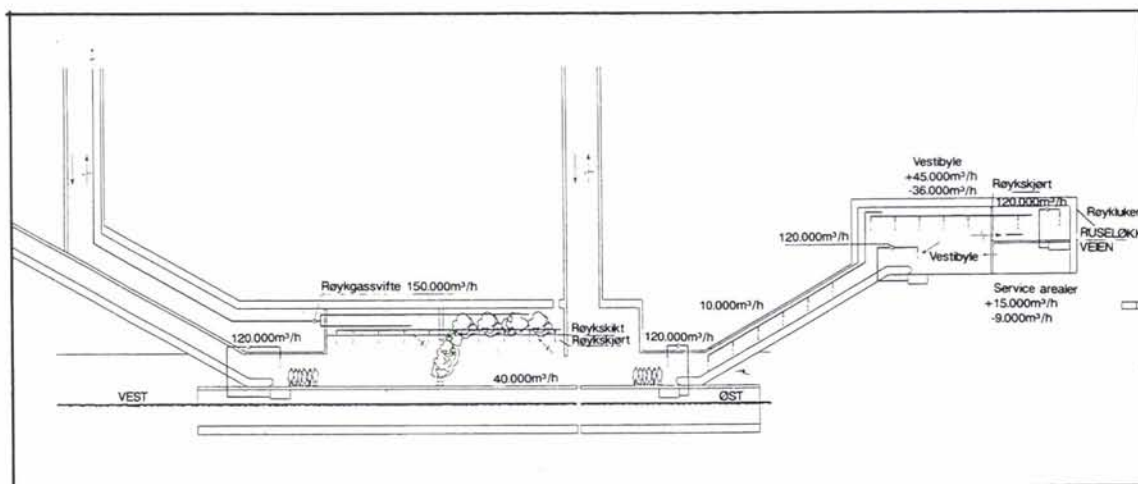 Vestibyle
+45.000m³/h
-36.000m³/h
Røykskjørt
120.000m³/h
Røykluker
RUSELØKK
VEIEN
120.000m³/h
Vestibyle
Røykgassvifte 150.000m³/h
10.000m³/h
Service arealer
+15.000m³/h
-9.000m³/h
Røykskikt
Røykskjørt
120.000m³/h
120.000m³/h
40.000m³/h
VEST
ØST